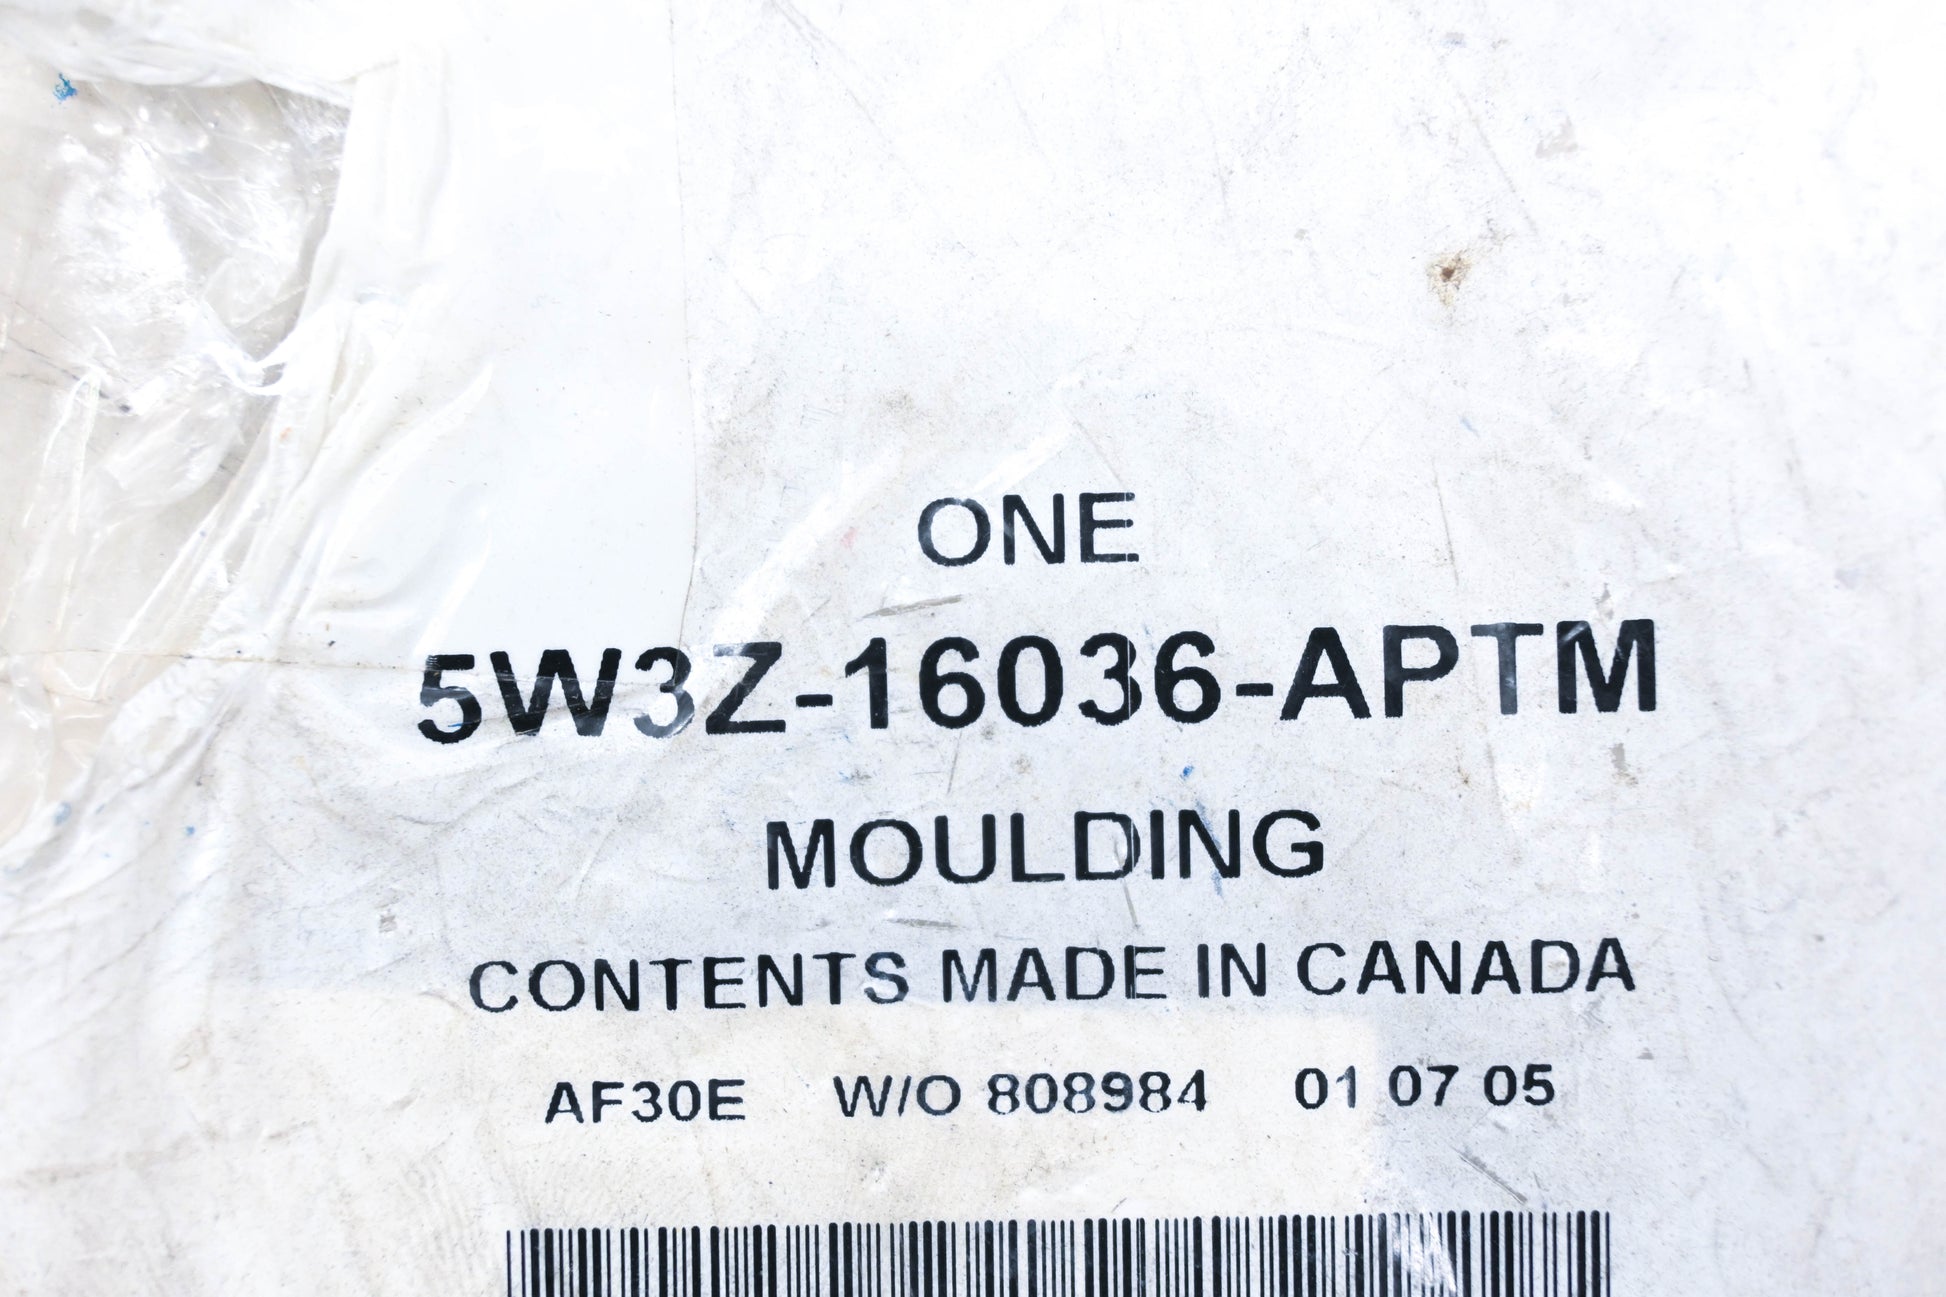 ONE
5W3Z-16036-APTM
MOULDING
CONTENTS MADE IN CANADA
AF30E W/O 808984 01 07 05